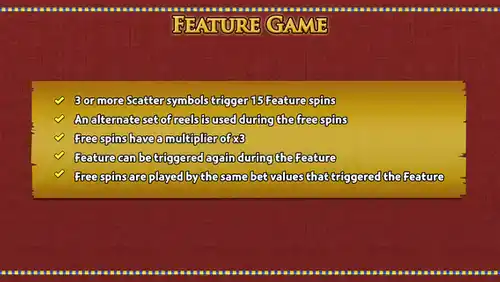 Feature Game
3 or more Scatter symbols trigger 15 Feature spins
An alternate set of reels is used during the free spins
Free spins have a multiplier of x3
Feature can be triggered again during the Feature
Free spins are played by the same bet values that triggered the Feature